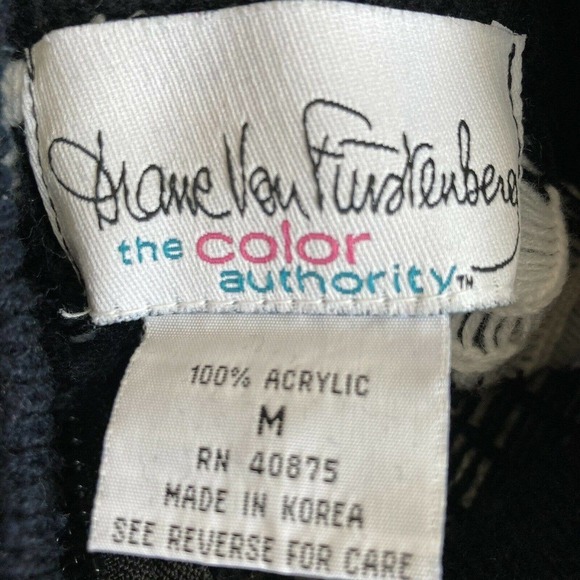 Diane Von Furstenberg
the color
authority™
100% ACRYLIC
M
RN 40875
MADE IN KOREA
SEE REVERSE FOR CARE